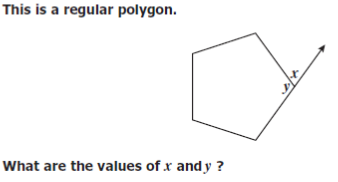 This is a regular polygon.
x
y
What are the values of x and y ?